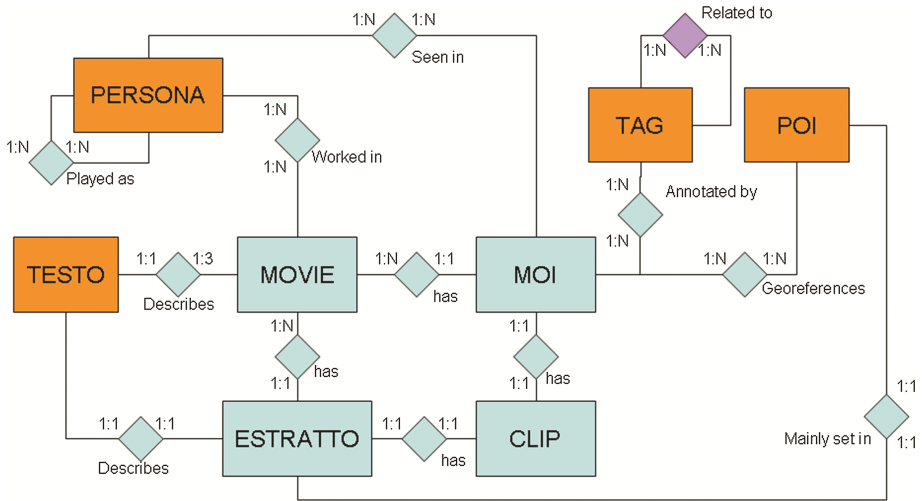 Related to
1:N 1:N
Seen in
1:N 1:N
PERSONA
TAG
POI
1:N
1:N 1:N
Played as
Worked in
1:N
1:N
Annotated by
1:N
TESTO
1:1 1:3
Describes
MOVIE
1:N 1:1
has
MOI
1:N 1:N
Georeferences
1:N
has
1:1
1:1
has
1:1
1:1 1:1
Describes
ESTRATTO
1:1 1:1
has
CLIP
1:1
Mainly set in
1:1